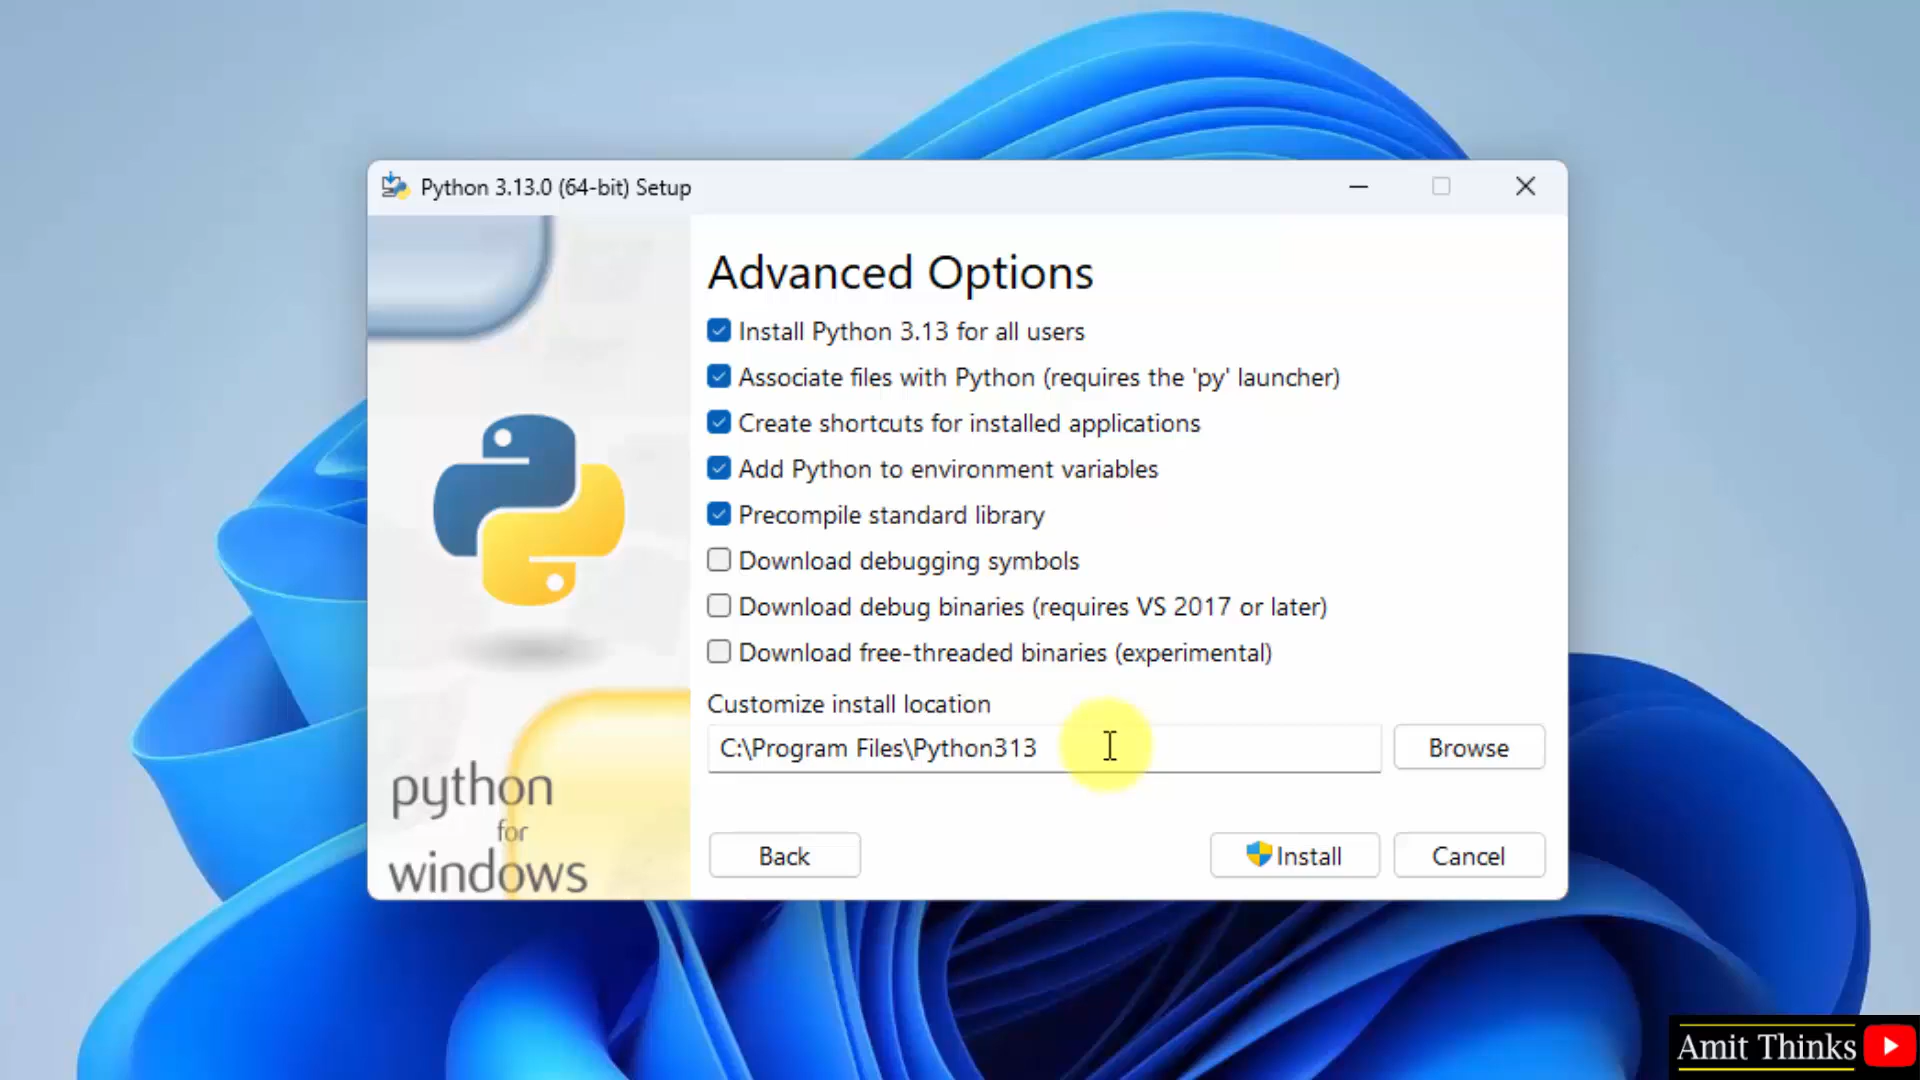 Python 3.13.0 (64-bit) Setup
Advanced Options
Install Python 3.13 for all users
Associate files with Python (requires the 'py' launcher)
Create shortcuts for installed applications
Add Python to environment variables
Precompile standard library
Download debugging symbols
Download debug binaries (requires VS 2017 or later)
Download free-threaded binaries (experimental)
Customize install location
C:\Program Files\Python313
Browse
python
for
windows
Back
Install
Cancel
Amit Thinks